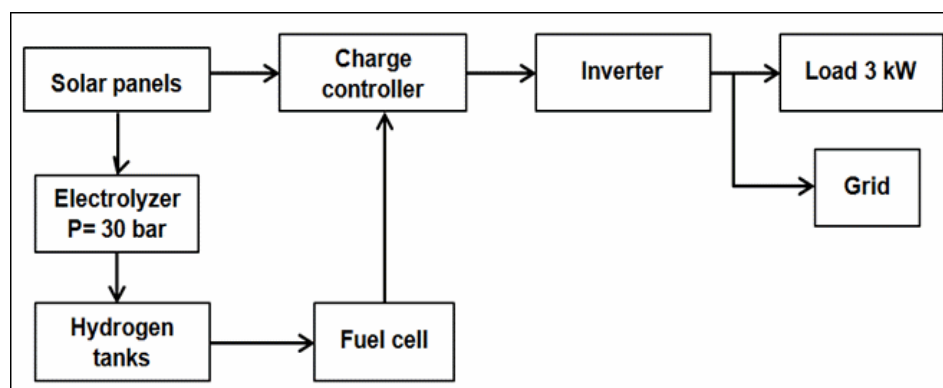 Solar panels
Charge
controller
Inverter
Load 3 kW
Electrolyzer
P= 30 bar
Grid
Hydrogen
tanks
Fuel cell